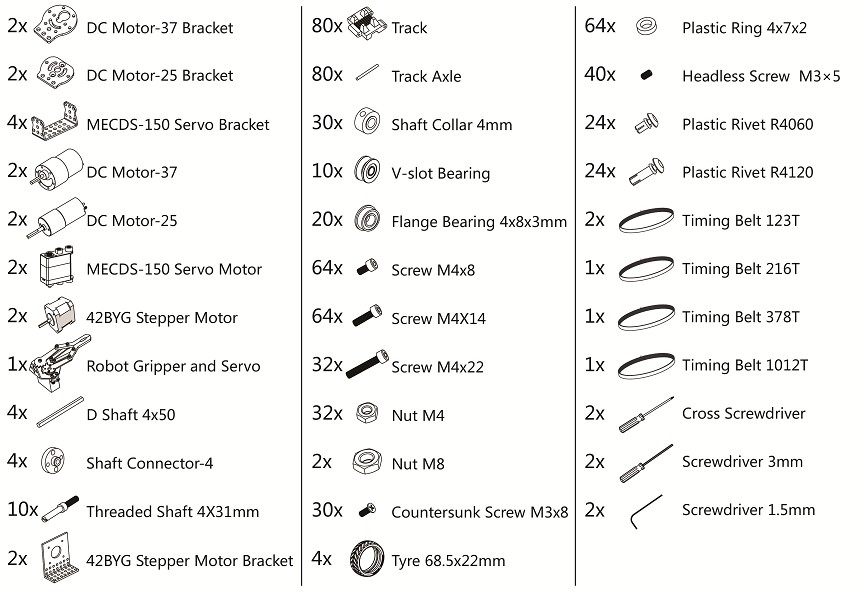 2x DC Motor-37 Bracket
2x DC Motor-25 Bracket
4x MECDS-150 Servo Bracket
2x DC Motor-37
2x DC Motor-25
2x MECDS-150 Servo Motor
2x 42BYG Stepper Motor
1x Robot Gripper and Servo
4x D Shaft 4x50
4x Shaft Connector-4
10x Threaded Shaft 4X31mm
2x 42BYG Stepper Motor Bracket
80x Track
80x Track Axle
30x Shaft Collar 4mm
10x V-slot Bearing
20x Flange Bearing 4x8x3mm
64x Screw M4x8
64x Screw M4X14
32x Screw M4x22
32x Nut M4
2x Nut M8
30x Countersunk Screw M3x8
4x Tyre 68.5x22mm
64x Plastic Ring 4x7x2
40x Headless Screw M3×5
24x Plastic Rivet R4060
24x Plastic Rivet R4120
2x Timing Belt 123T
1x Timing Belt 216T
1x Timing Belt 378T
1x Timing Belt 1012T
2x Cross Screwdriver
2x Screwdriver 3mm
2x Screwdriver 1.5mm